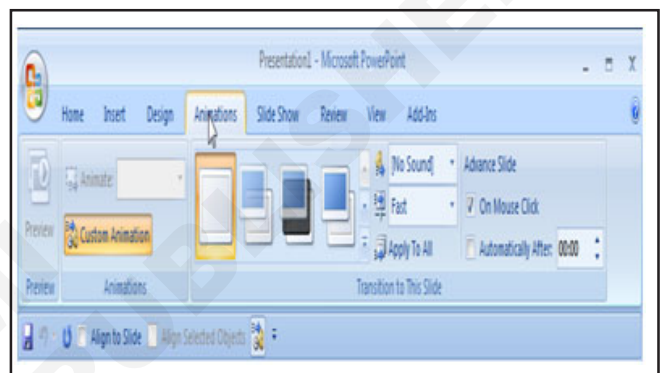 Presentation1 - Microsoft PowerPoint
Home Insert Design Animations Slide Show Review View Add-Ins
Animate: [No Sound] Advance Slide
Preview Custom Animation Fast On Mouse Click
Apply To All Automatically After: 00:00
Preview Animations Transition to This Slide
Align to Slide Align Selected Objects